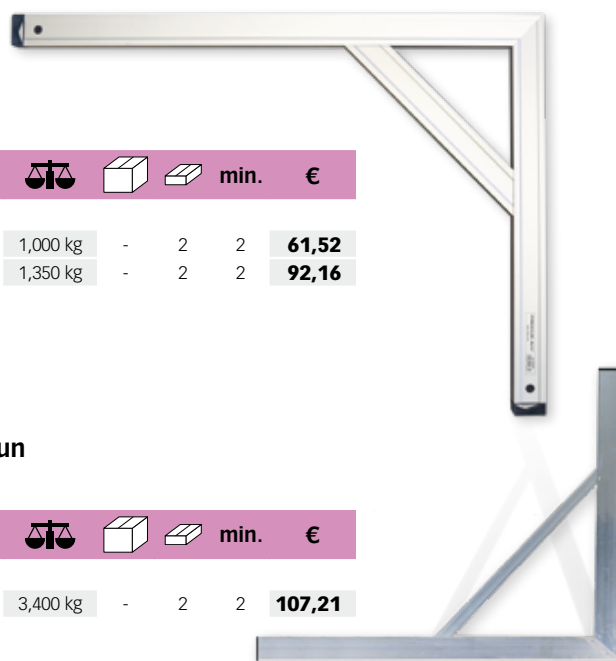 min. €
1,000 kg - 2 2 61,52
1,350 kg - 2 2 92,16
un
min. €
3,400 kg - 2 2 107,21